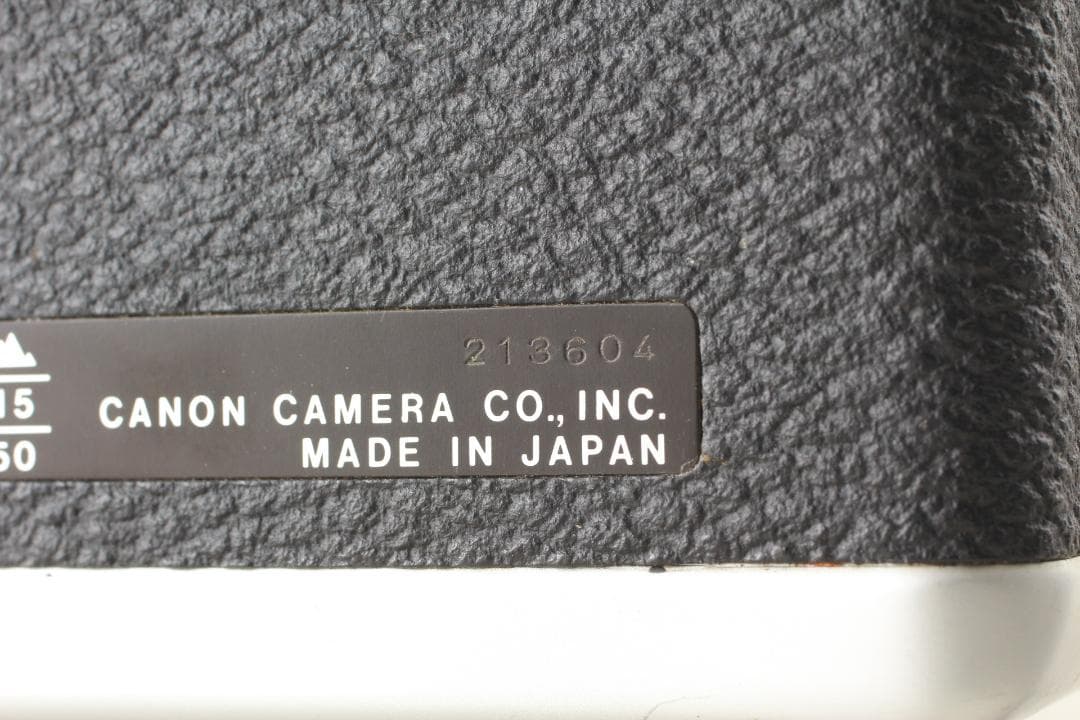 213604
15
CANON CAMERA CO., INC.
50
MADE IN JAPAN